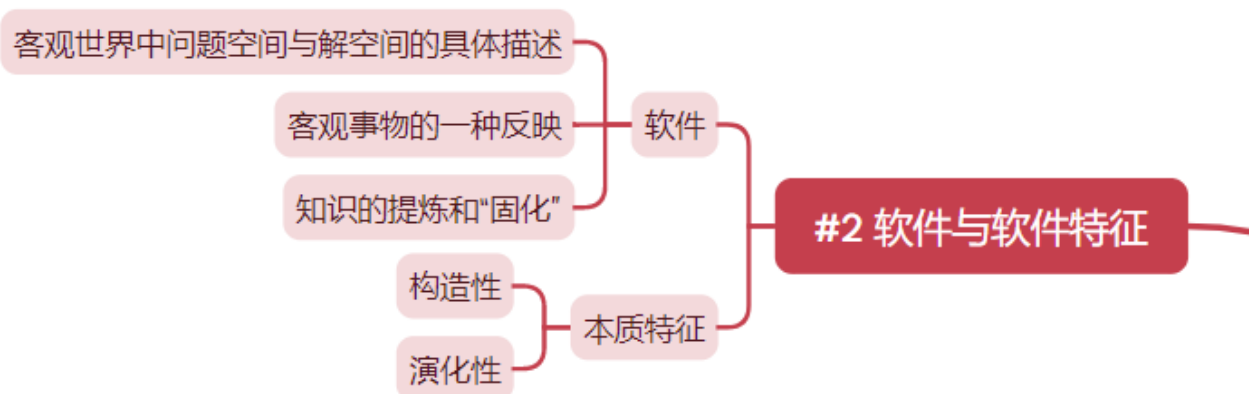 客观世界中问题空间与解空间的具体描述
客观事物的一种反映
软件
知识的提炼和“固化”
#2 软件与软件特征
构造性
本质特征
演化性